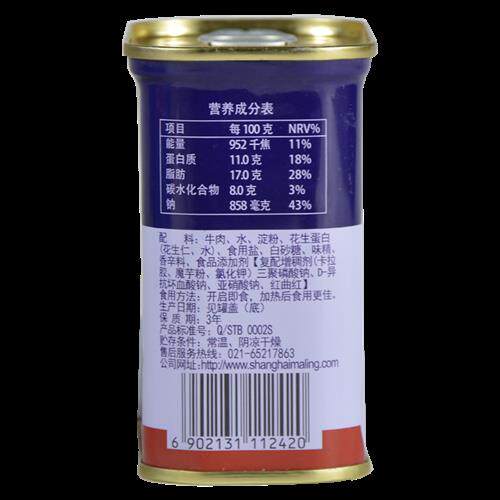 营养成分表
项目 每100克 NRV%
能量 952千焦 11%
蛋白质 11.0克 18%
脂肪 17.0克 28%
碳水化合物 8.0克 3%
钠 858毫克 43%
配 料：牛肉、水、淀粉、花生蛋白
(花生仁、水)、食用盐、白砂糖、味精、
香辛料、食品添加剂【复配增稠剂(卡拉
胶、魔芋粉、氯化钾) 三聚磷酸钠、D-异
抗坏血酸钠、亚硝酸钠、红曲红】
食用方法：开启即食，加热后食用更佳。
生产日期：见罐盖（底）
保 质 期：3年
产品标准号：Q/STB 0002S
贮存条件：常温、阴凉干燥
售后服务热线：021-65217863
公司网址:http://www.shanghaimaling.com
6 902131 112420